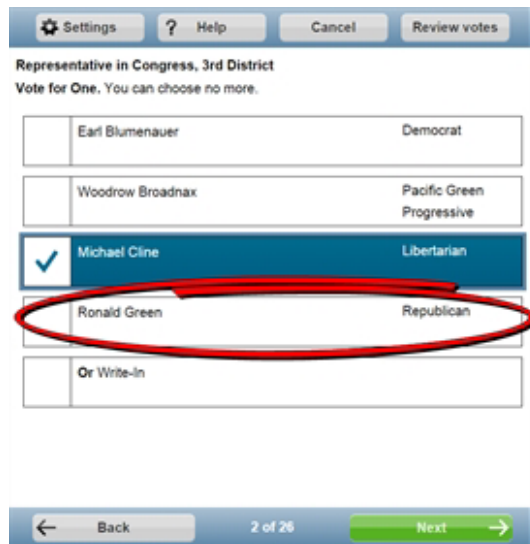 Settings ? Help Cancel Review votes
Representative in Congress, 3rd District
Vote for One. You can choose no more.
Earl Blumenauer Democrat
Woodrow Broadnax Pacific Green
Progressive
Michael Cline Libertarian
Ronald Green Republican
Or Write-In
Back 2 of 26 Next